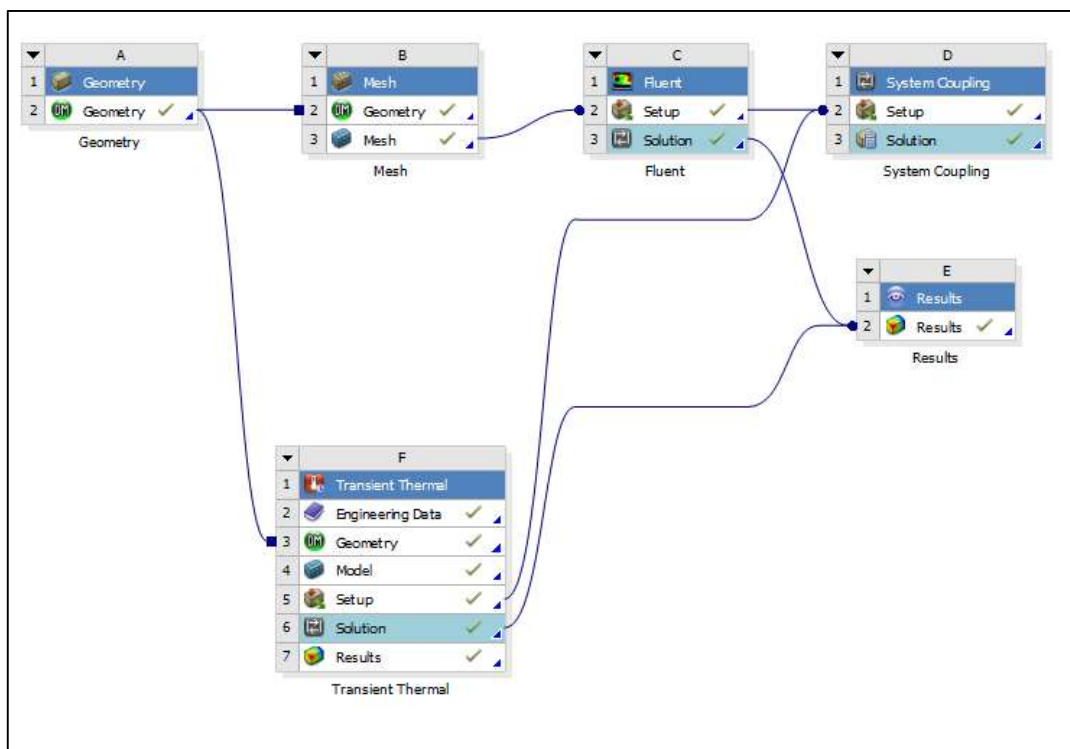 A
1 Geometry
2 Geometry
Geometry
B
1 Mesh
2 Geometry
3 Mesh
Mesh
C
1 Fluent
2 Setup
3 Solution
Fluent
D
1 System Coupling
2 Setup
3 Solution
System Coupling
E
1 Results
2 Results
Results
F
1 Transient Thermal
2 Engineering Data
3 DM Geometry
4 Model
5 Setup
6 Solution
7 Results
Transient Thermal